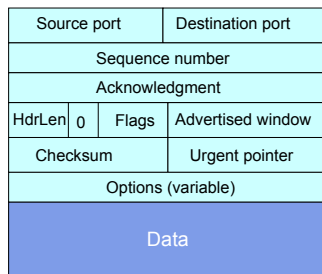 Source port Destination port
Sequence number
Acknowledgment
HdrLen 0 Flags Advertised window
Checksum Urgent pointer
Options (variable)
Data